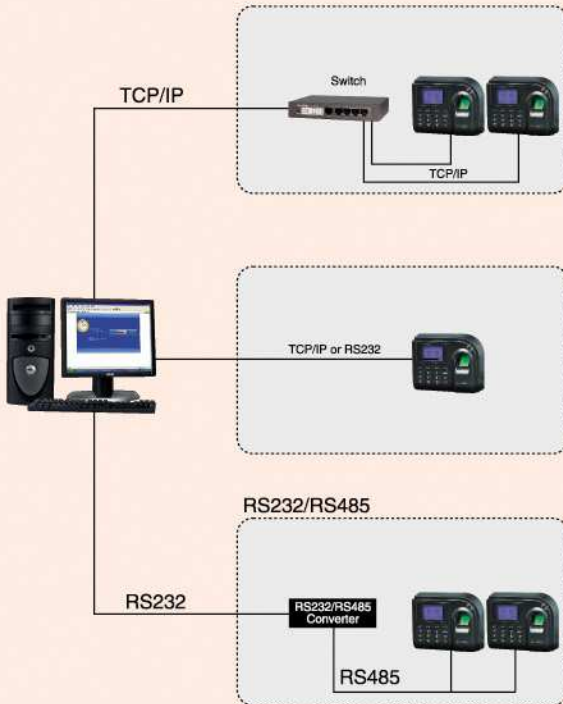 TCP/IP
Switch
TCP/IP
TCP/IP or RS232
RS232/RS485
RS232
RS232/RS485
Converter
RS485